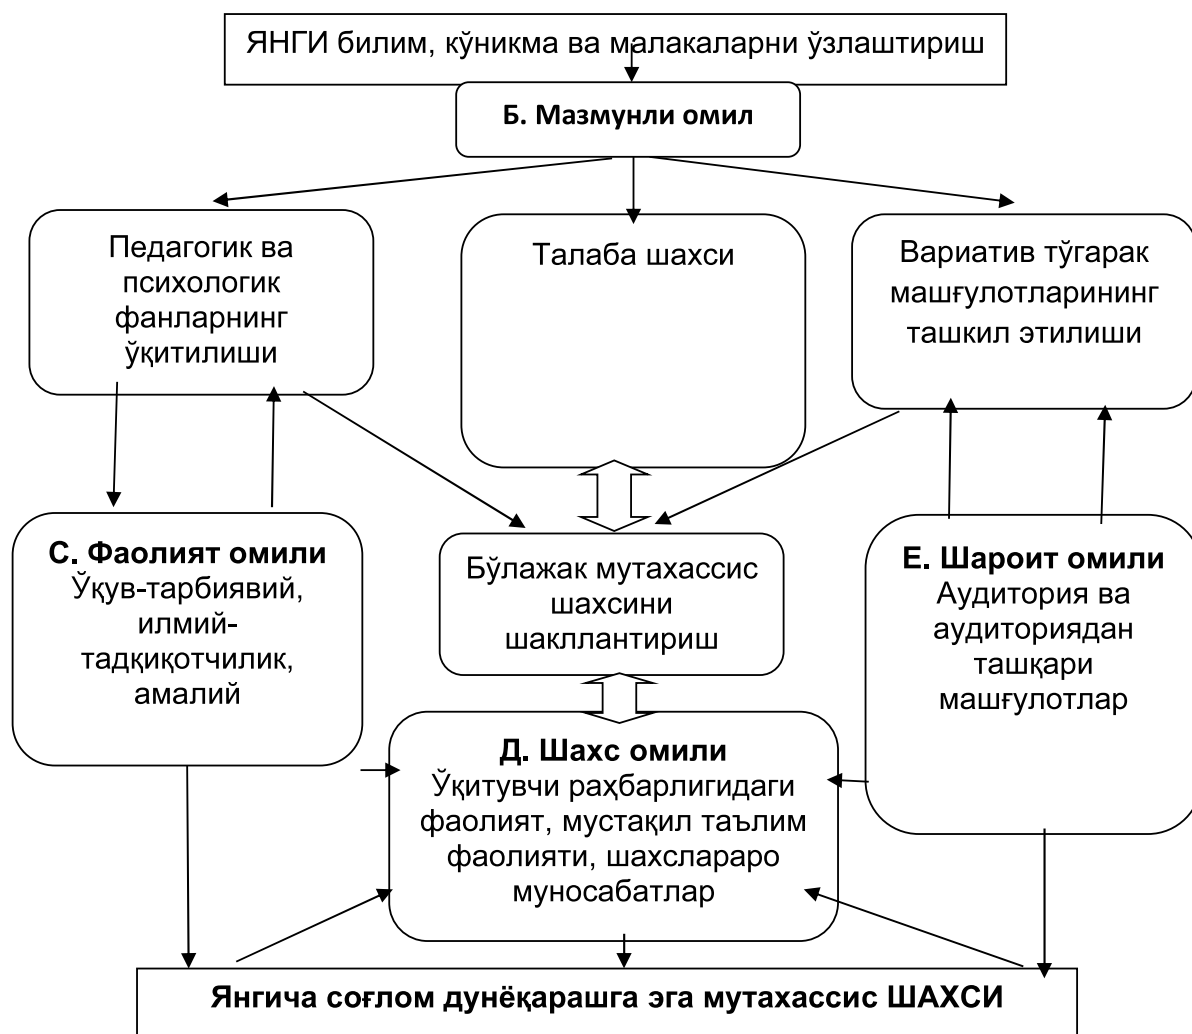 ЯНГИ билим, кўникма ва малакаларни ўзлаштириш
Б. Мазмунли омил
Педагогик ва
психологик
фанларнинг
ўқитилиши
Талаба шахси
Вариатив тўгарак
машғулотларининг
ташкил этилиши
С. Фаолият омили
Ўқув-тарбиявий,
илмий-
тадқиқотчилик,
амалий
Бўлажак мутахассис
шахсини
шакллантириш
Е. Шароит омили
Аудитория ва
аудиториядан
ташқари
машғулотлар
Д. Шахс омили
Ўқитувчи раҳбарлигидаги
фаолият, мустақил таълим
фаолияти, шахслараро
муносабатлар
Янгича соғлом дунёқарашга эга мутахассис ШАХСИ